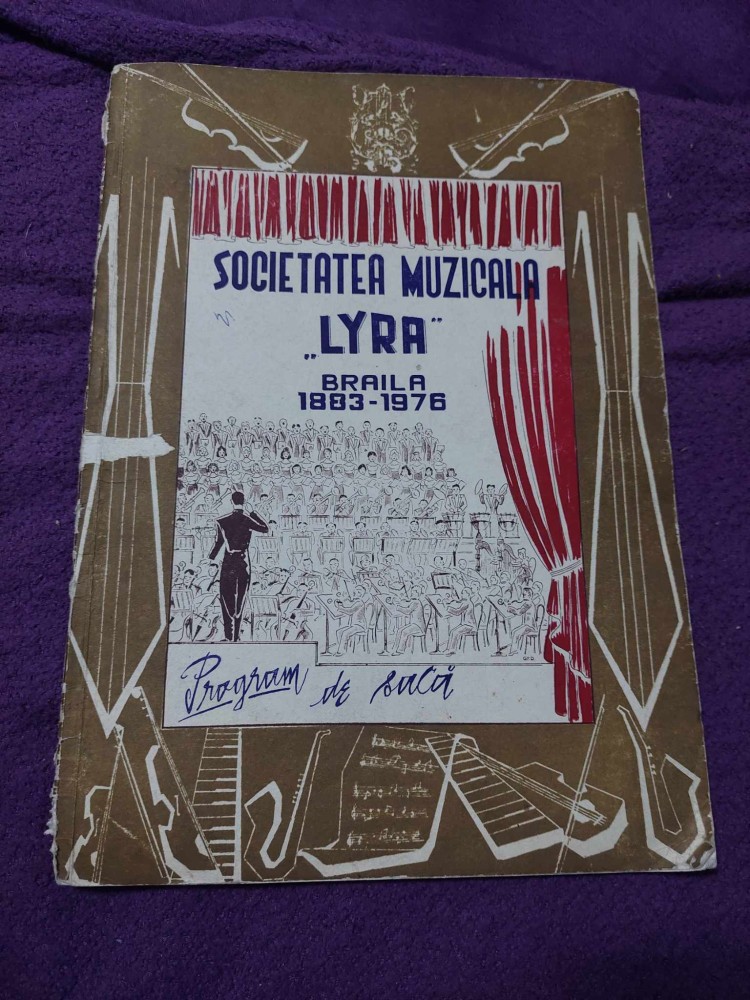 SOCIETATEA MUZICALA
„LYRA"
BRAILA
1883-1976
Program de sală